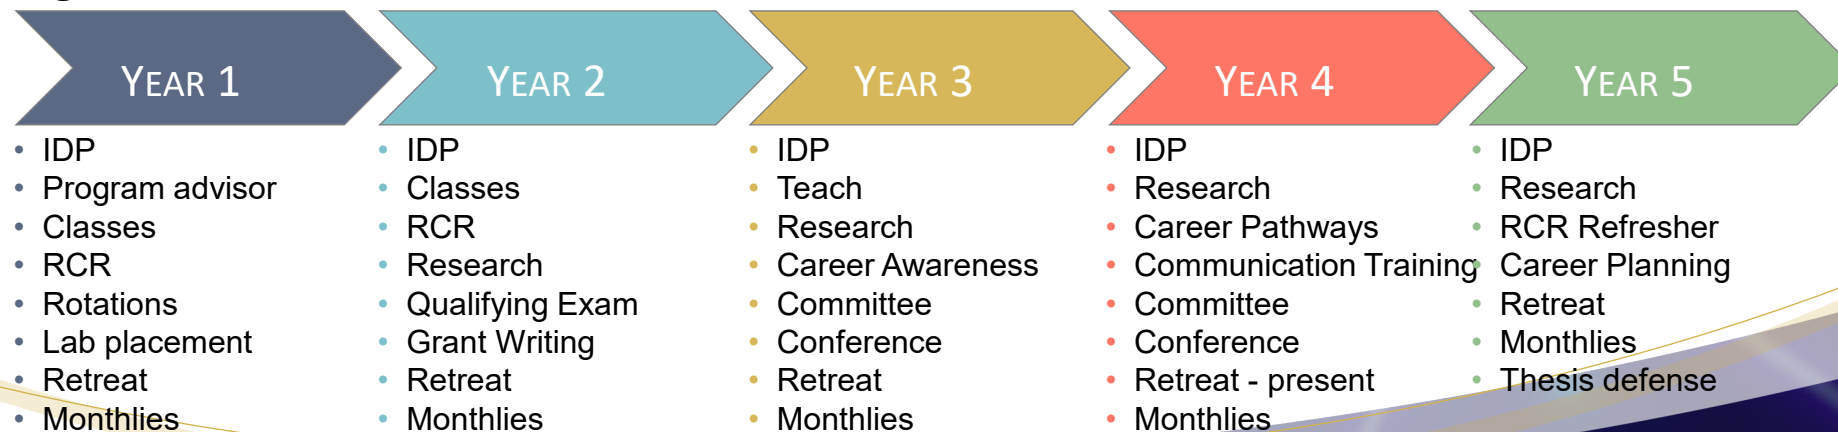 YEAR 1
IDP
Program advisor
Classes
RCR
Rotations
Lab placement
Retreat
Monthlies
YEAR 2
IDP
Classes
RCR
Research
Qualifying Exam
Grant Writing
Retreat
Monthlies
YEAR 3
IDP
Teach
Research
Career Awareness
Committee
Conference
Retreat
Monthlies
YEAR 4
IDP
Research
Career Pathways
Communication Training
Committee
Conference
Retreat - present
Monthlies
YEAR 5
IDP
Research
RCR Refresher
Career Planning
Retreat
Monthlies
Thesis defense